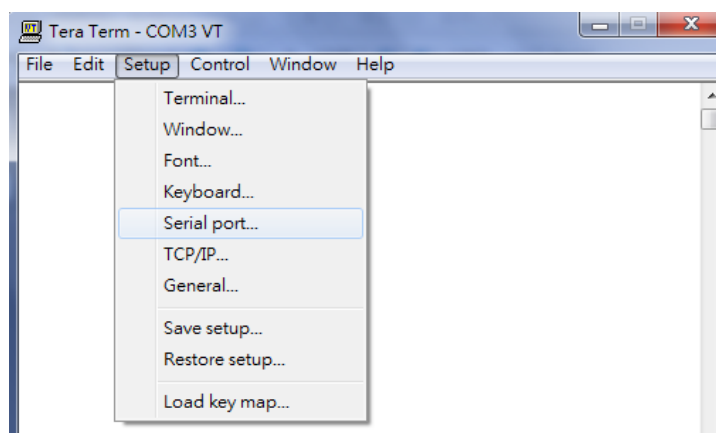 Tera Term - COM3 VT
File Edit Setup Control Window Help
Terminal...
Window...
Font...
Keyboard...
Serial port...
TCP/IP...
General...
Save setup...
Restore setup...
Load key map...